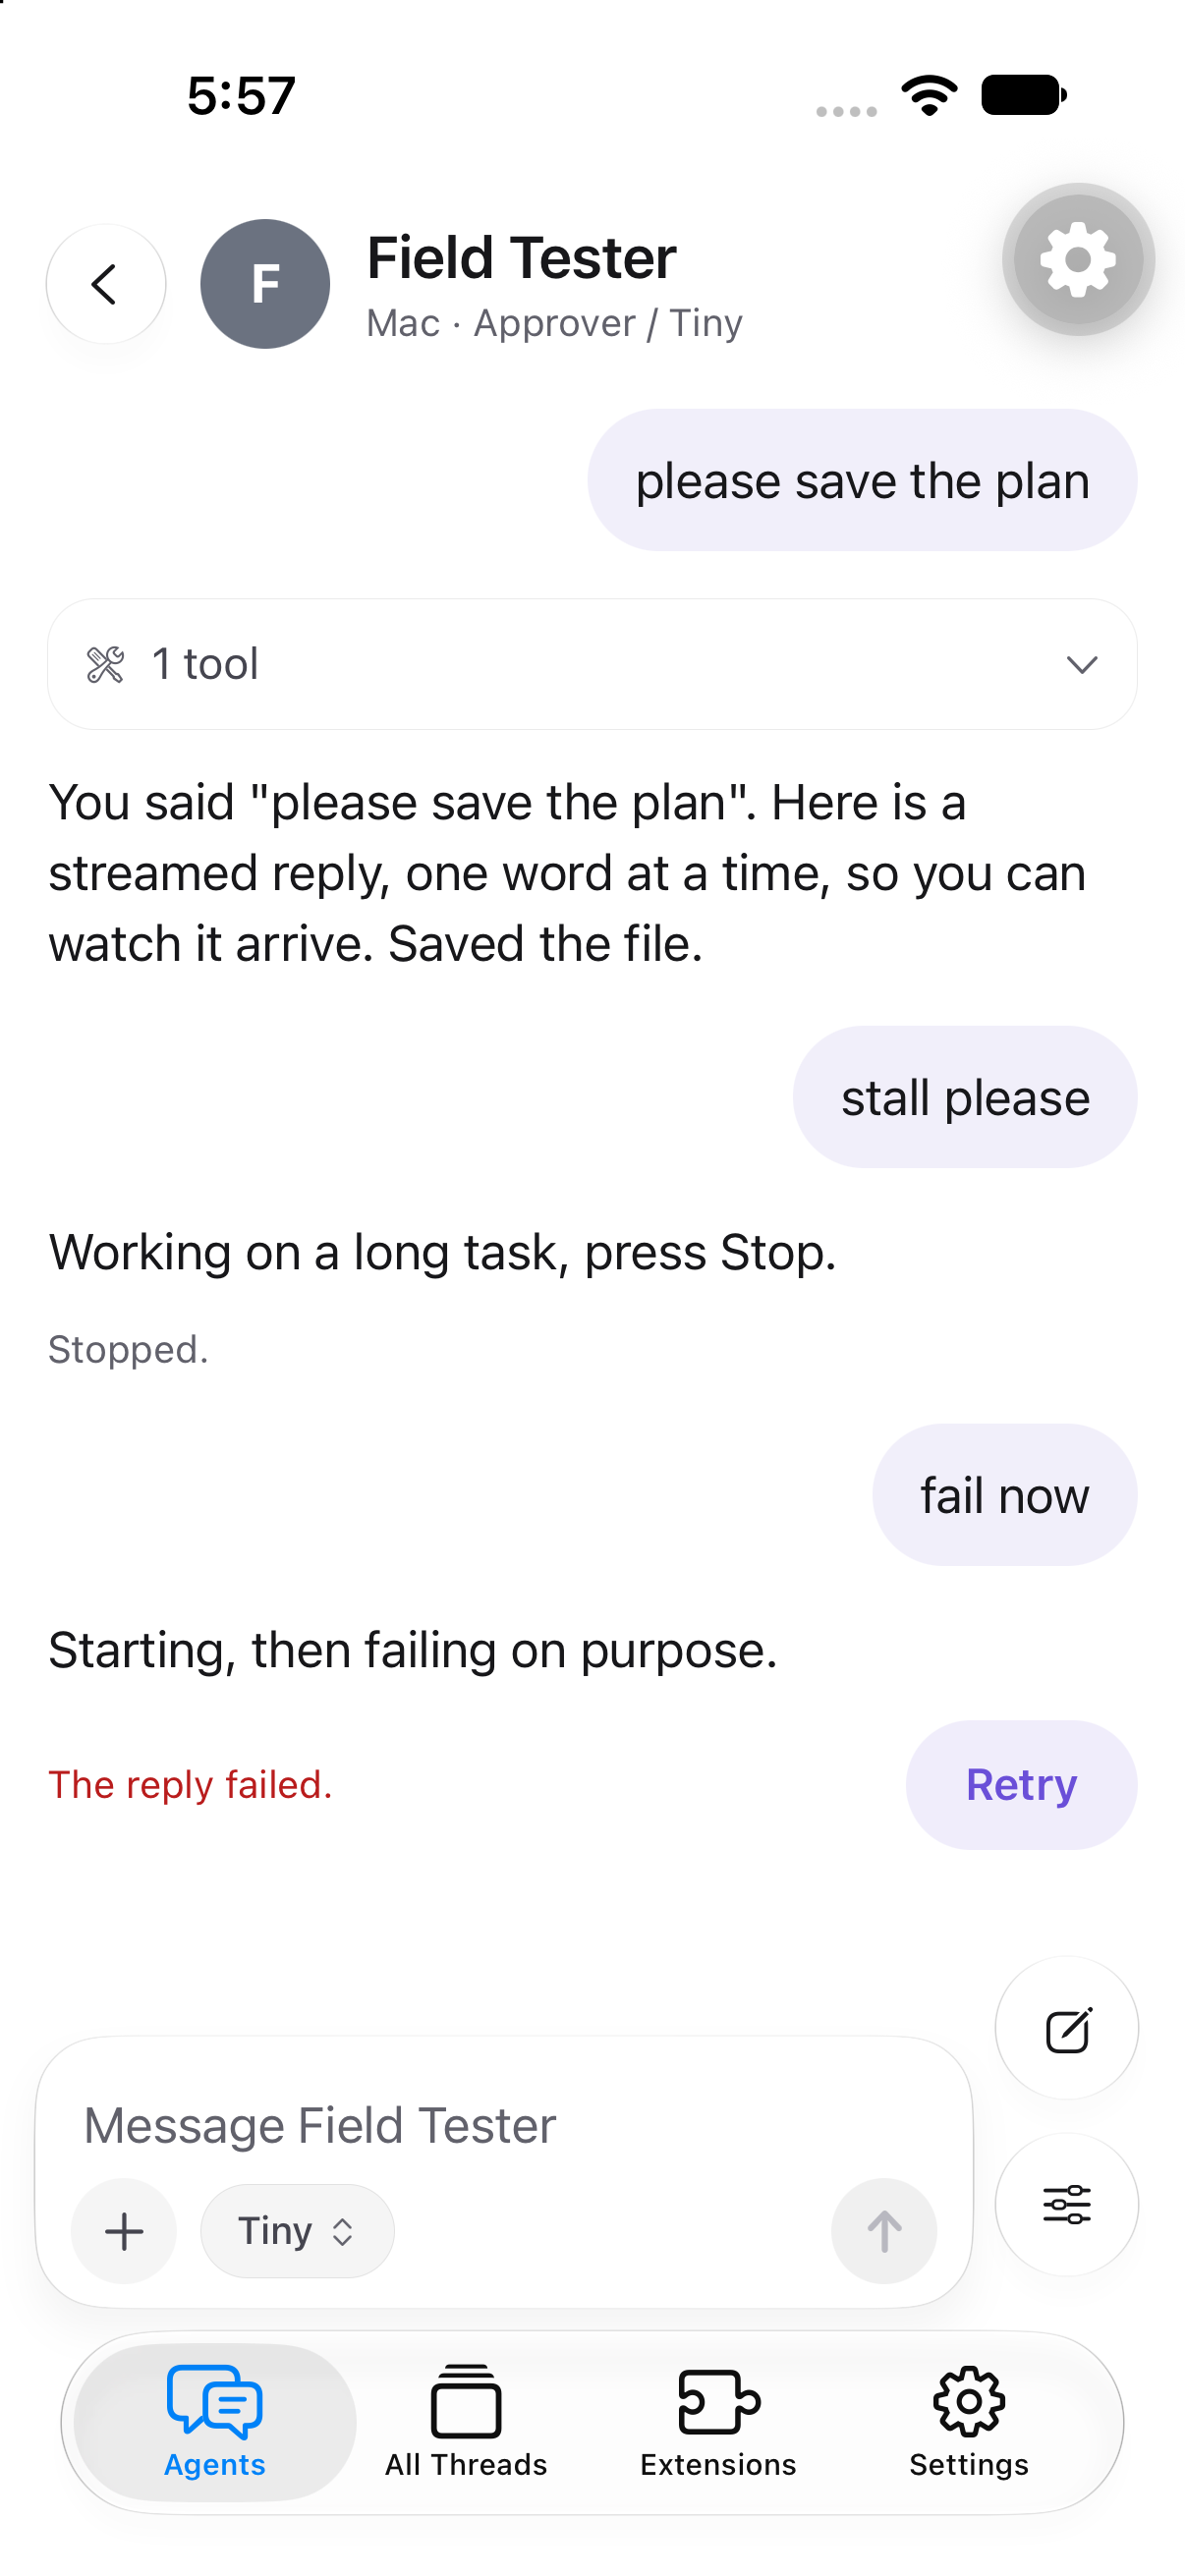 5:57
F
Field Tester
Mac · Approver / Tiny
please save the plan
1 tool
You said "please save the plan". Here is a
streamed reply, one word at a time, so you can
watch it arrive. Saved the file.
stall please
Working on a long task, press Stop.
Stopped.
fail now
Starting, then failing on purpose.
The reply failed.
Retry
Message Field Tester
Tiny
Agents
All Threads
Extensions
Settings